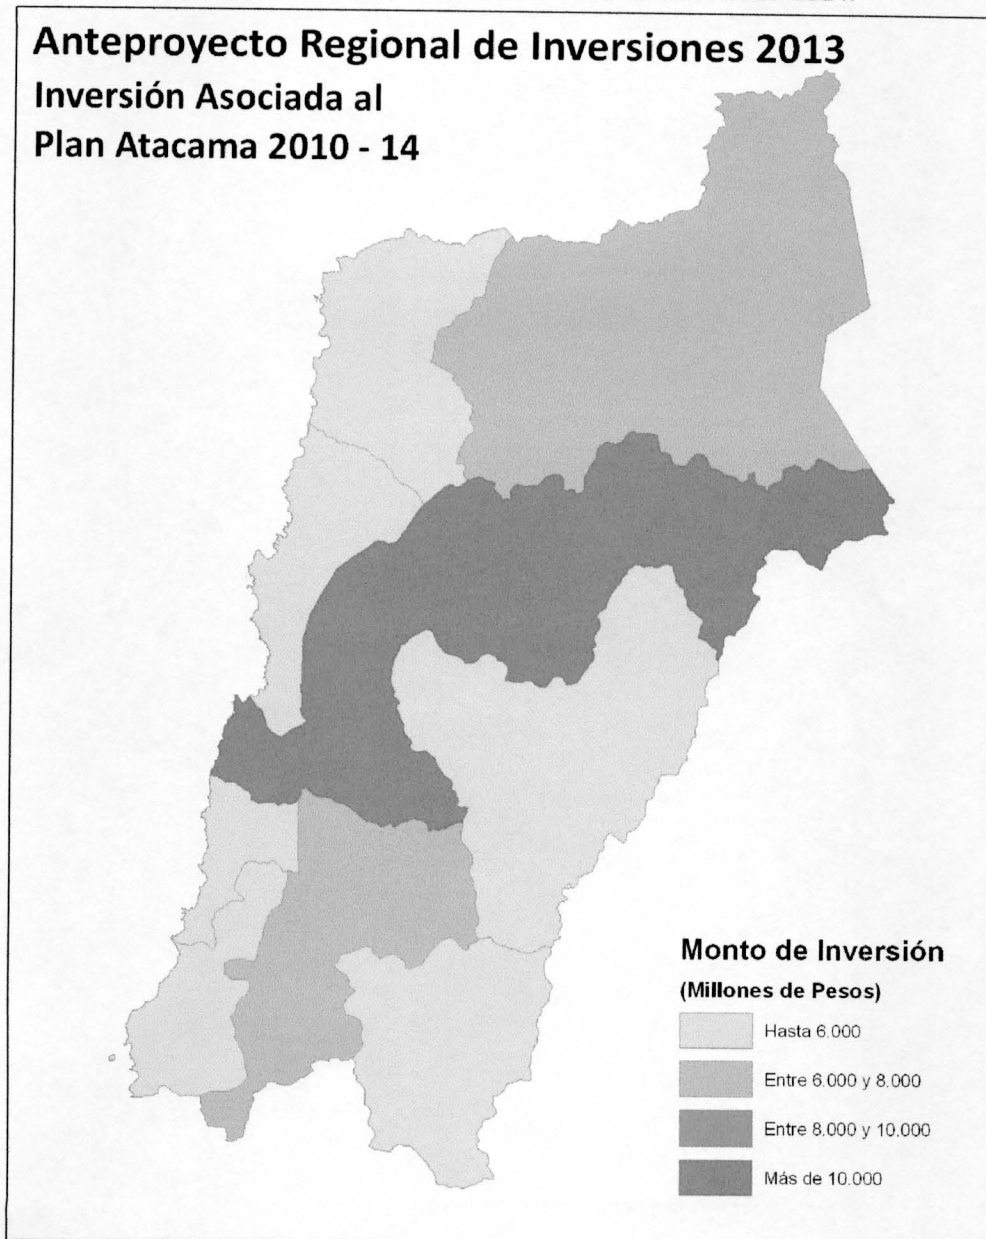 Anteproyecto Regional de Inversiones 2013
Inversión Asociada al
Plan Atacama 2010 - 14
Monto de Inversión
(Millones de Pesos)
Hasta 6.000
Entre 6.000 y 8.000
Entre 8.000 y 10.000
Más de 10.000